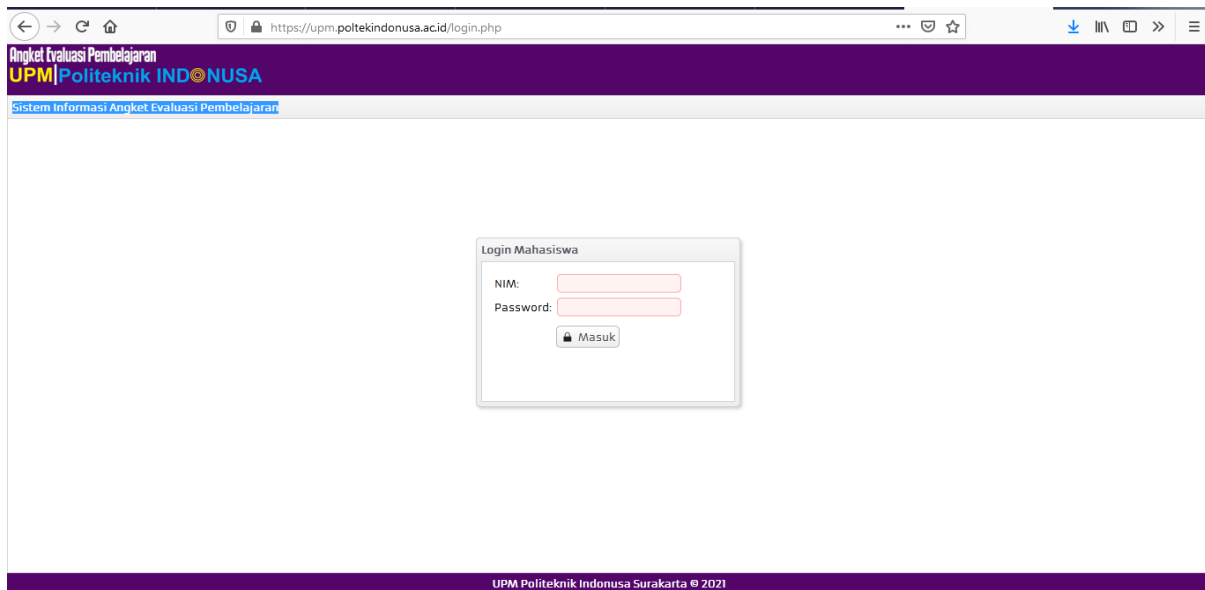 https://upm.poltekindonusa.ac.id/login.php
Angket Evaluasi Pembelajaran
UPM|Politeknik INDONUSA
Sistem Informasi Angket Evaluasi Pembelajaran
Login Mahasiswa
NIM:
Password:
Masuk
UPM Politeknik Indonusa Surakarta © 2021